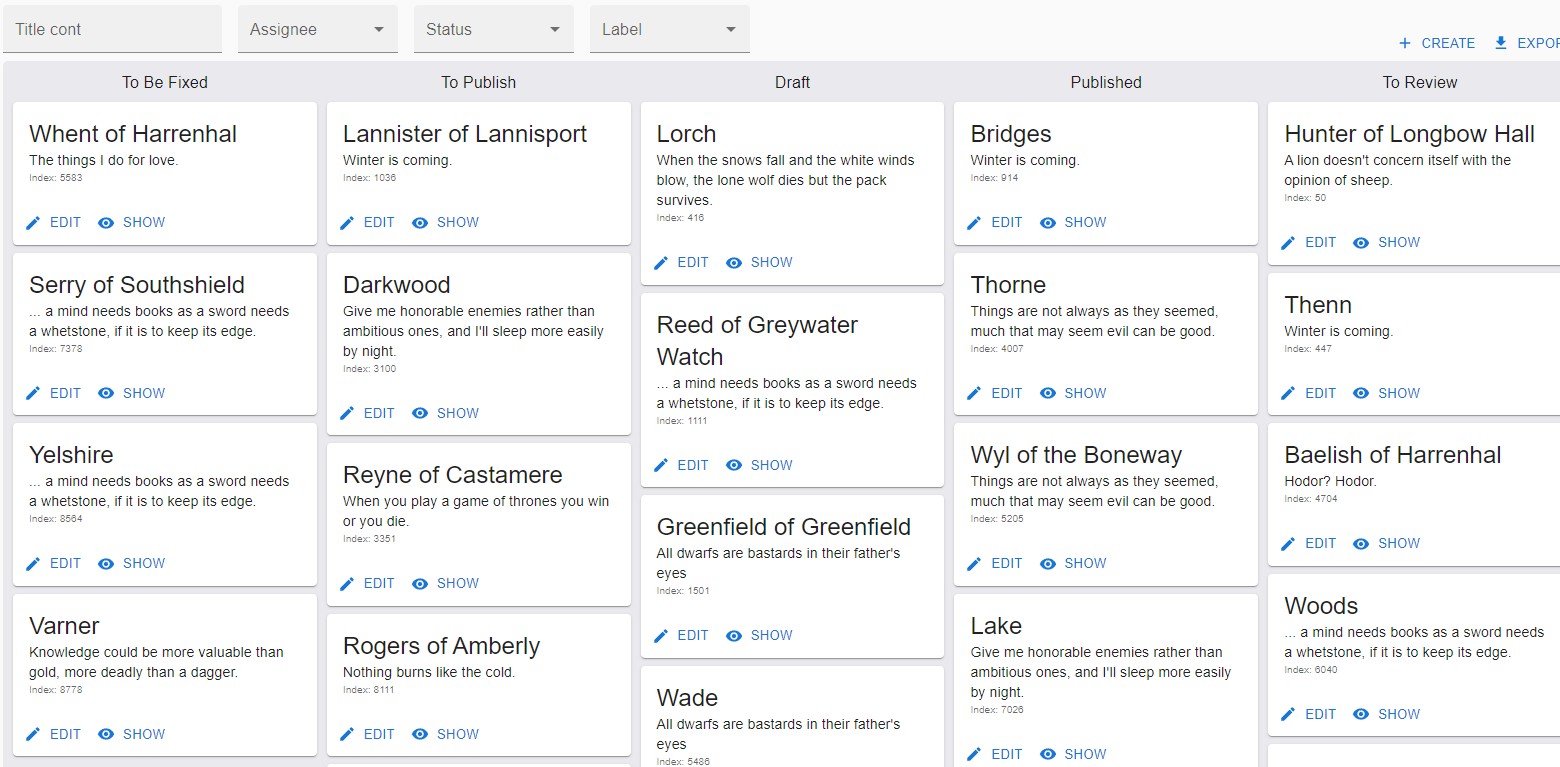 Title cont
Assignee
Status
Label
CREATE
EXPOR
To Be Fixed
Whent of Harrenhal
The things I do for love.
Index: 5583
EDIT SHOW
Serry of Southshield
... a mind needs books as a sword needs
a whetstone, if it is to keep its edge.
Index: 7378
EDIT SHOW
Yelshire
... a mind needs books as a sword needs
a whetstone, if it is to keep its edge.
Index: 8564
EDIT SHOW
Varner
Knowledge could be more valuable than
gold, more deadly than a dagger.
Index: 8778
EDIT SHOW
To Publish
Lannister of Lannisport
Winter is coming.
Index: 1036
EDIT SHOW
Darkwood
Give me honorable enemies rather than
ambitious ones, and I'll sleep more easily
by night.
Index: 3100
EDIT SHOW
Reyne of Castamere
When you play a game of thrones you win
or you die.
Index: 3351
EDIT SHOW
Rogers of Amberly
Nothing burns like the cold.
Index: 8111
EDIT SHOW
Draft
Lorch
When the snows fall and the white winds
blow, the lone wolf dies but the pack
survives.
Index: 416
EDIT SHOW
Reed of Greywater
Watch
... a mind needs books as a sword needs
a whetstone, if it is to keep its edge.
Index: 1111
EDIT SHOW
Greenfield of Greenfield
All dwarfs are bastards in their father's
eyes
Index: 1501
EDIT SHOW
Wade
All dwarfs are bastards in their father's
eyes
Index: 5486
Published
Bridges
Winter is coming.
Index: 914
EDIT SHOW
Thorne
Things are not always as they seemed,
much that may seem evil can be good.
Index: 4007
EDIT SHOW
Wyl of the Boneway
Things are not always as they seemed,
much that may seem evil can be good.
Index: 5205
EDIT SHOW
Lake
Give me honorable enemies rather than
ambitious ones, and I'll sleep more easily
by night.
Index: 7026
EDIT SHOW
To Review
Hunter of Longbow Hall
A lion doesn't concern itself with the
opinion of sheep.
Index: 50
EDIT SHOW
Thenn
Winter is coming.
Index: 447
EDIT SHOW
Baelish of Harrenhal
Hodor? Hodor.
Index: 4704
EDIT SHOW
Woods
... a mind needs books as a sword needs
a whetstone, if it is to keep its edge.
Index: 6040
EDIT SHOW